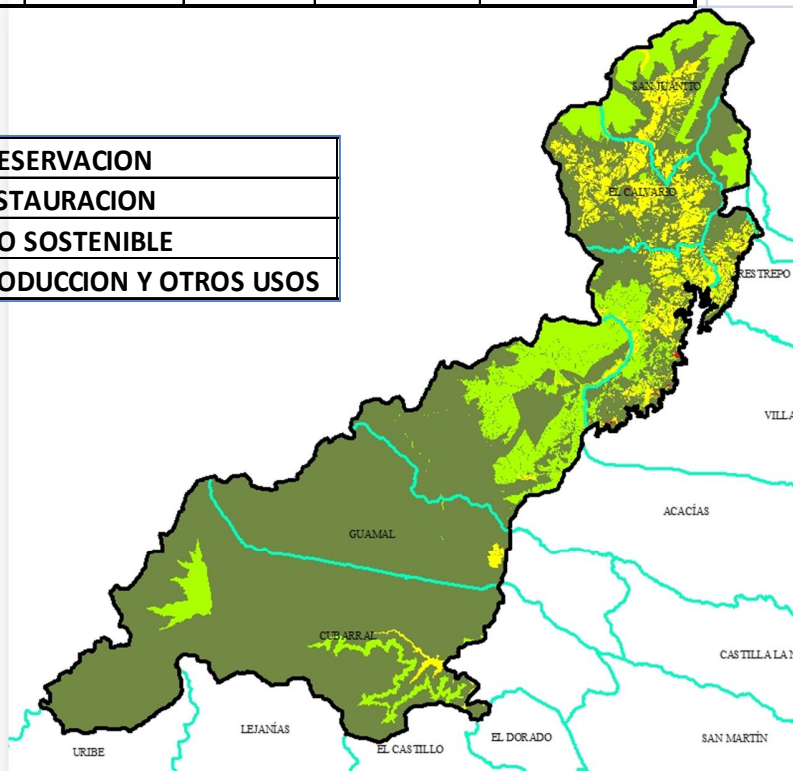 ESERVACION
STAURACION
O SOSTENIBLE
ODUCCION Y OTROS USOS
SAN JUANITO
EL CALVARIO
RESTREPO
VILLA
ACACÍAS
GUAMAL
CUBARRAL
CASTILLA LA N
LEJANÍAS
EL DORADO
SAN MARTÍN
URIBE
EL CASTILLO